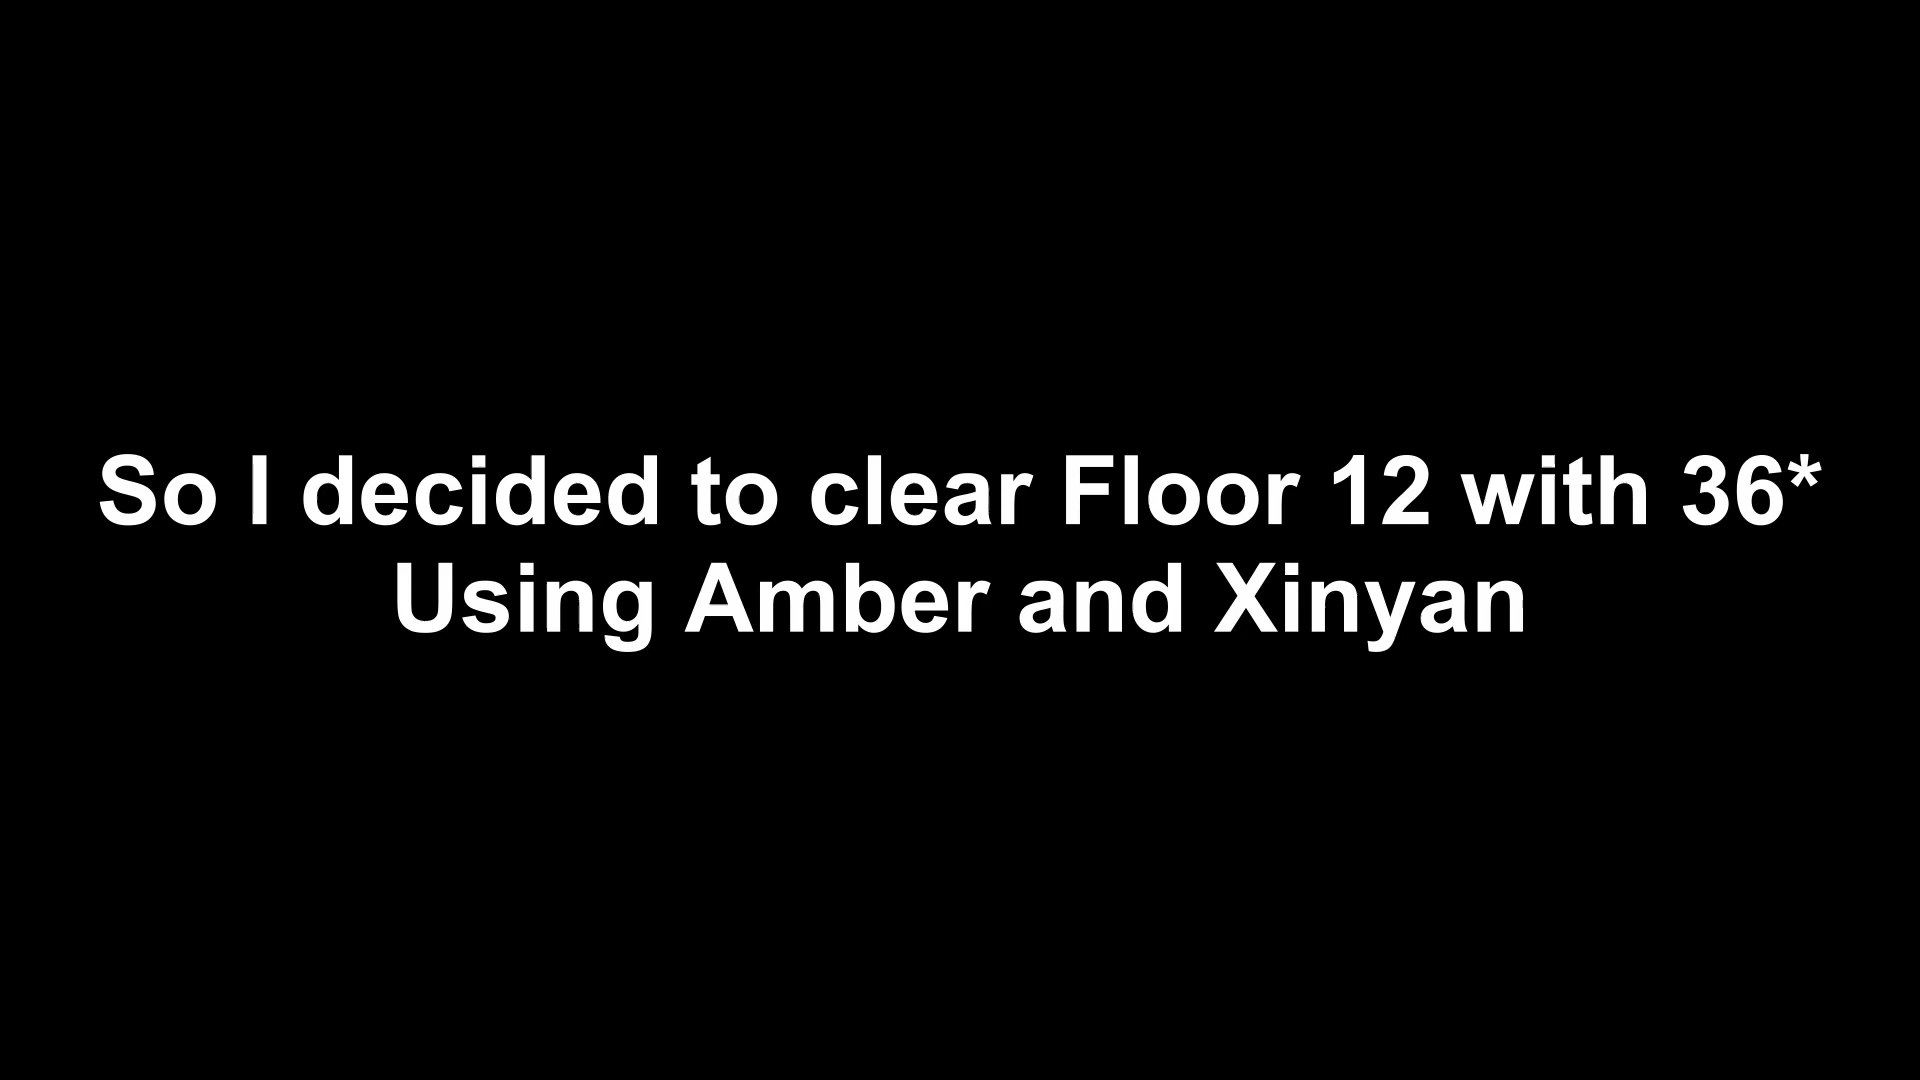 So I decided to clear Floor 12 with 36*
Using Amber and Xinyan